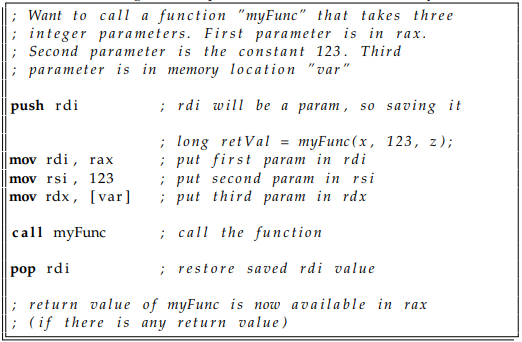 ; Want to call a function "myFunc" that takes three
; integer parameters. First parameter is in rax.
; Second parameter is the constant 123. Third
; parameter is in memory location "var"
push rdi ; rdi will be a param, so saving it
; long retVal = myFunc(x, 123, z);
mov rdi, rax ; put first param in rdi
mov rsi, 123 ; put second param in rsi
mov rdx, [var] ; put third param in rdx
call myFunc ; call the function
pop rdi ; restore saved rdi value
; return value of myFunc is now available in rax
; (if there is any return value)